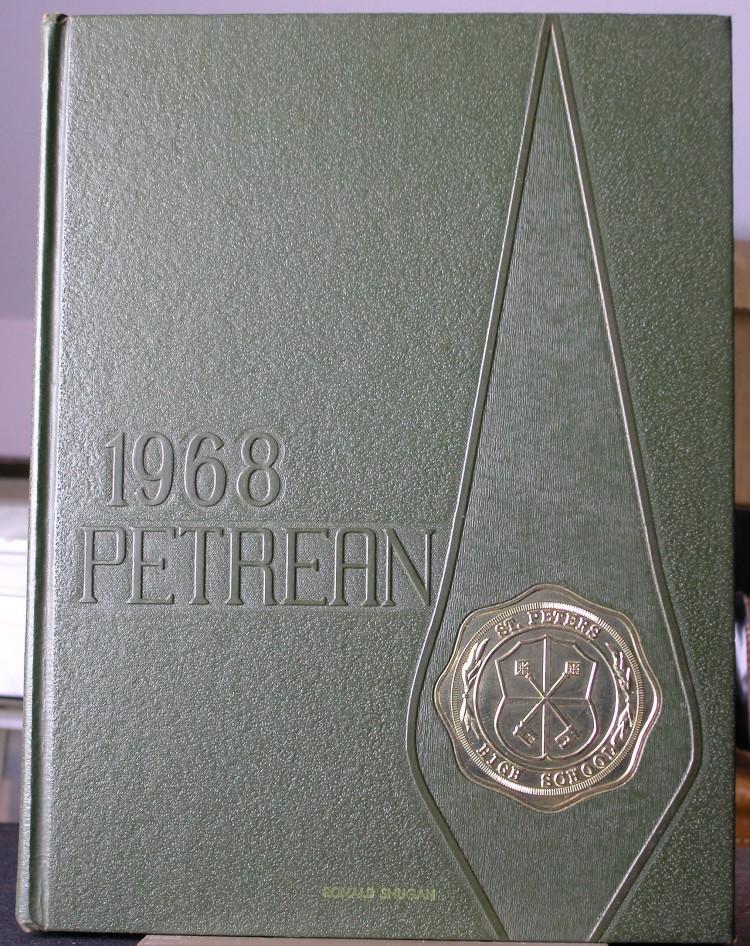 1968
PETREAN
ST. PETERS
HIGH SCHOOL
RONALD SHUGAN